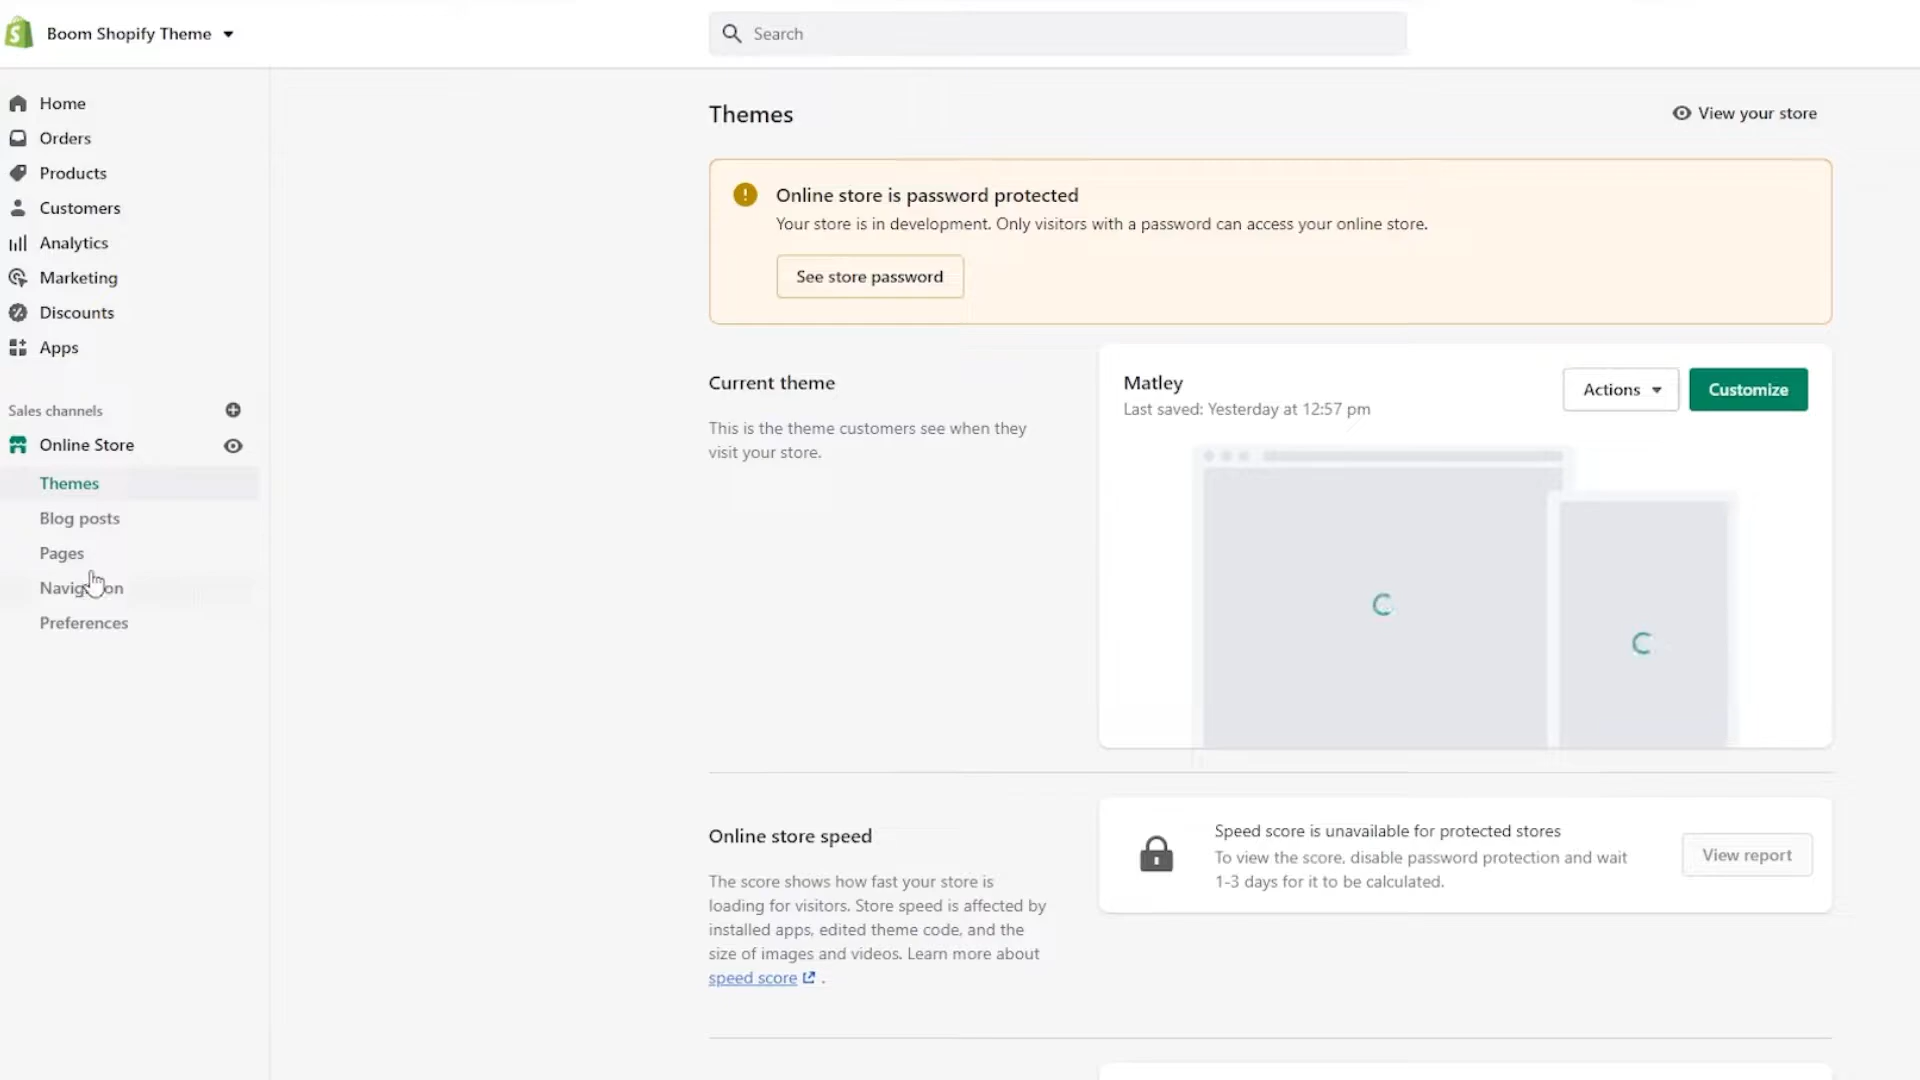 Boom Shopify Theme
Search
Home
Orders
Products
Customers
Analytics
Marketing
Discounts
Apps
Sales channels
Online Store
Themes
Blog posts
Pages
Navigation
Preferences
Themes
View your store
Online store is password protected
Your store is in development. Only visitors with a password can access your online store.
See store password
Current theme
This is the theme customers see when they
visit your store.
Matley
Last saved: Yesterday at 12:57 pm
Actions
Customize
Online store speed
The score shows how fast your store is
loading for visitors. Store speed is affected by
installed apps, edited theme code, and the
size of images and videos. Learn more about
speed score .
Speed score is unavailable for protected stores
To view the score, disable password protection and wait
1-3 days for it to be calculated.
View report